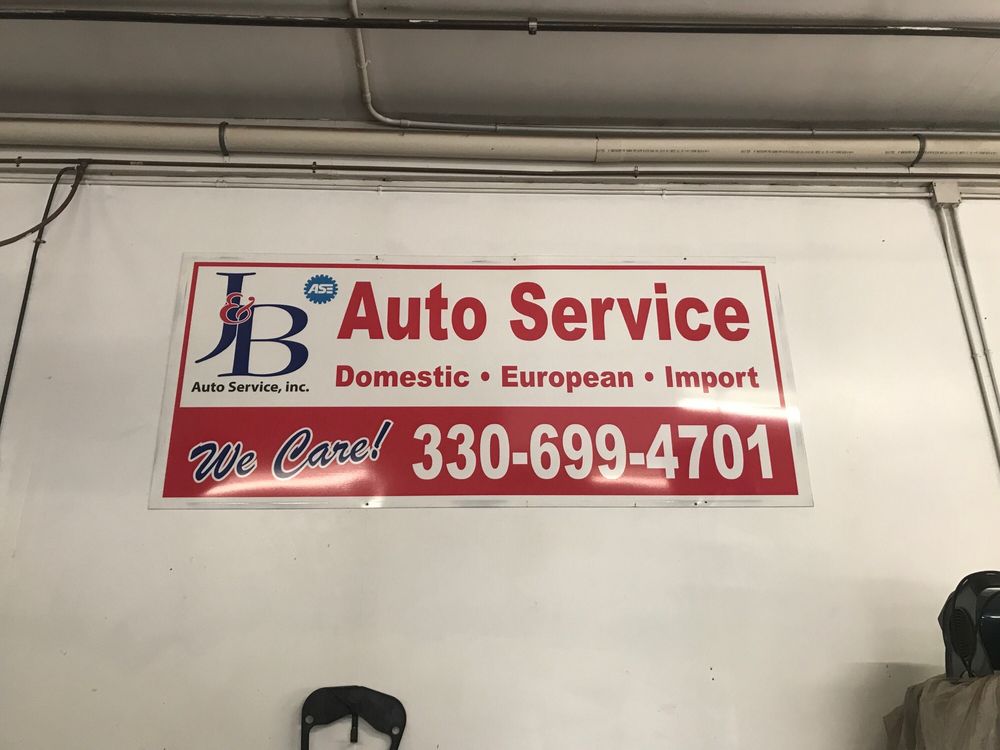 J&B
Auto Service, inc.
ASE
Auto Service
Domestic • European • Import
We Care!
330-699-4701